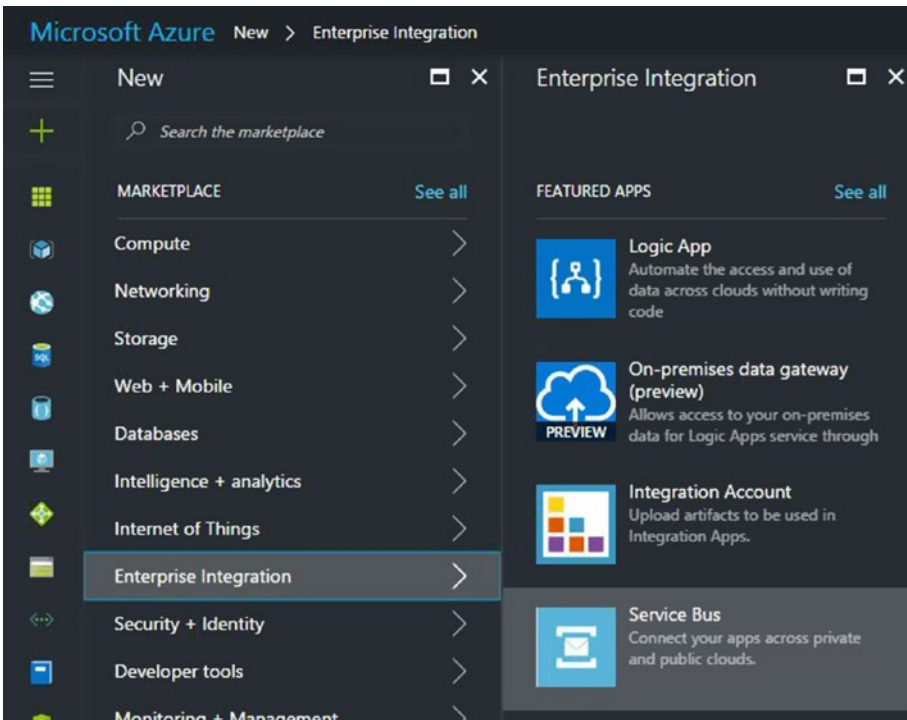 Microsoft Azure New > Enterprise Integration
New
Search the marketplace
MARKETPLACE See all
Compute
Networking
Storage
Web + Mobile
Databases
Intelligence + analytics
Internet of Things
Enterprise Integration
Security + Identity
Developer tools
Monitoring + Management
Enterprise Integration
FEATURED APPS See all
Logic App
Automate the access and use of
data across clouds without writing
code
PREVIEW
On-premises data gateway
(preview)
Allows access to your on-premises
data for Logic Apps service through
Integration Account
Upload artifacts to be used in
Integration Apps.
Service Bus
Connect your apps across private
and public clouds.
SQL